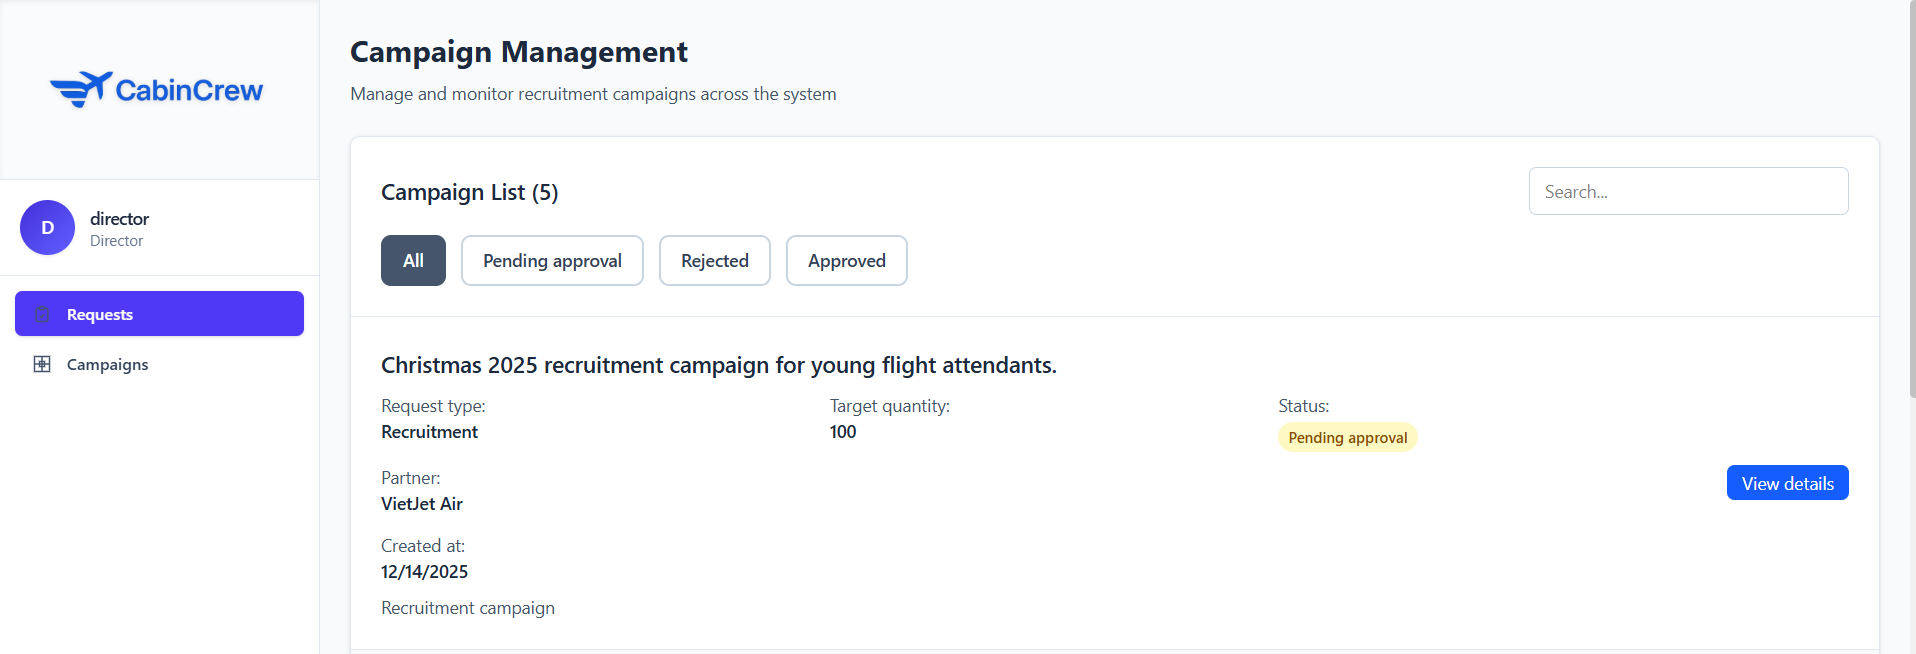 CabinCrew
D
director
Director
Requests
Campaigns
Campaign Management
Manage and monitor recruitment campaigns across the system
Campaign List (5)
Search...
All
Pending approval
Rejected
Approved
Christmas 2025 recruitment campaign for young flight attendants.
Request type:
Recruitment
Target quantity:
100
Status:
Pending approval
Partner:
VietJet Air
View details
Created at:
12/14/2025
Recruitment campaign